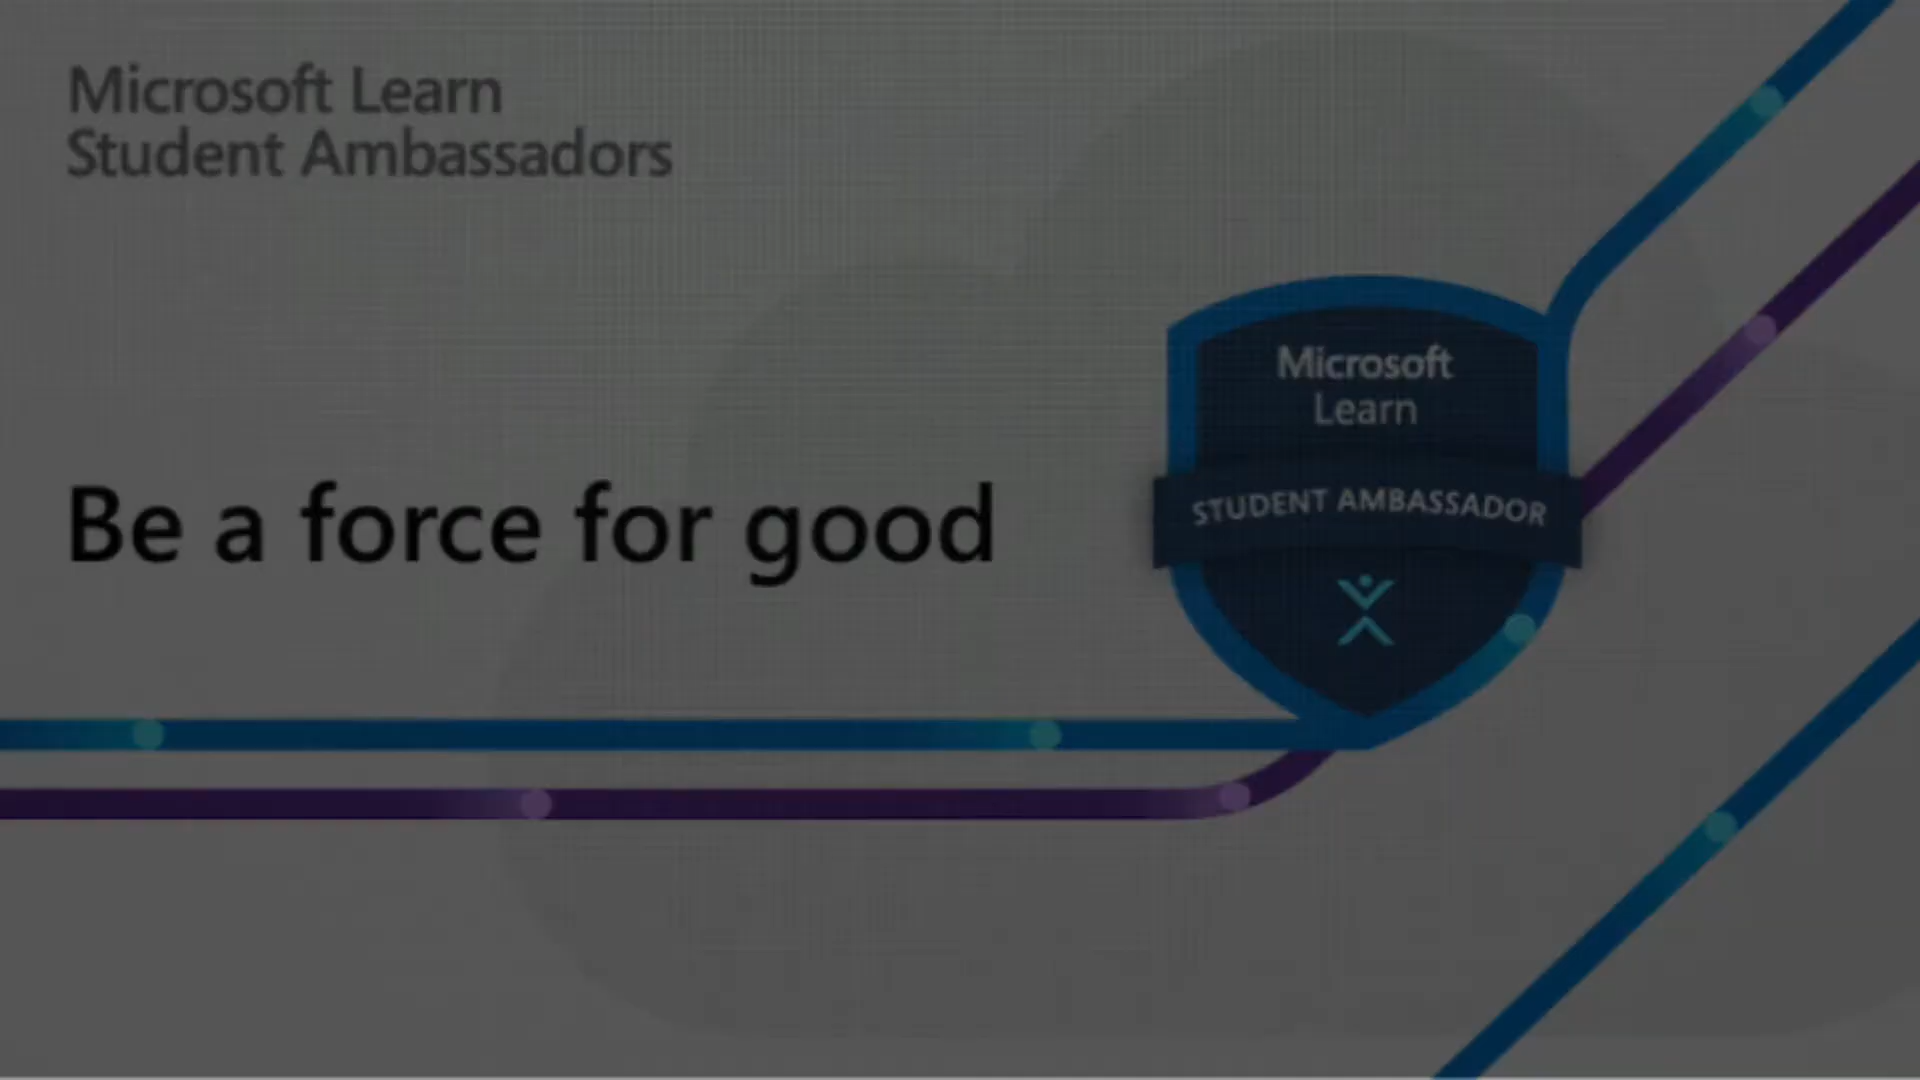 Microsoft Learn
Student Ambassadors
Be a force for good
Microsoft
Learn
STUDENT AMBASSADOR